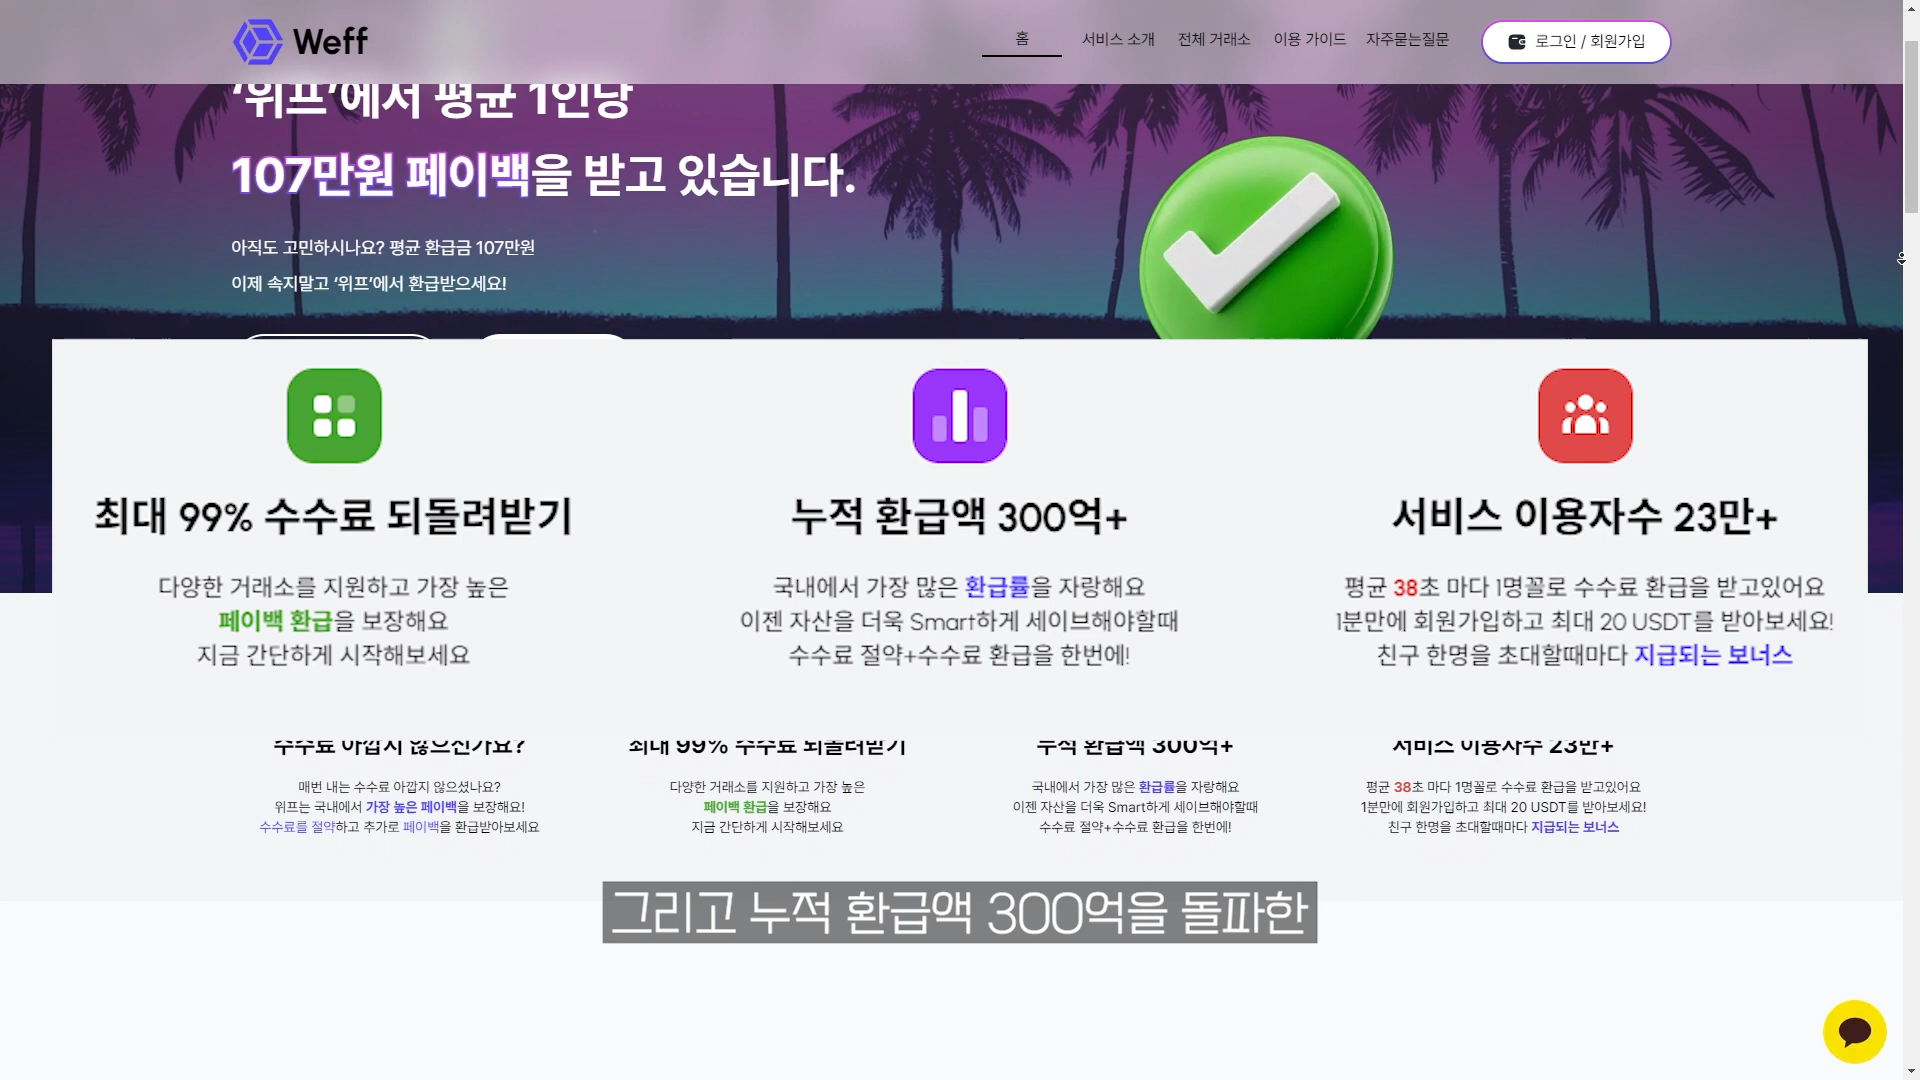 Weff
홈
서비스 소개
전체 거래소
이용 가이드
자주묻는질문
로그인 / 회원가입
‘위프’에서 평균 1인당
107만원 페이백을 받고 있습니다.
아직도 고민하시나요? 평균 환급금 107만원
이제 속지말고 ‘위프’에서 환급받으세요!
최대 99% 수수료 되돌려받기
다양한 거래소를 지원하고 가장 높은
페이백 환급을 보장해요
지금 간단하게 시작해보세요
누적 환급액 300억+
국내에서 가장 많은 환급률을 자랑해요
이젠 자산을 더욱 Smart하게 세이브해야할때
수수료 절약+수수료 환급을 한번에!
서비스 이용자수 23만+
평균 38초 마다 1명꼴로 수수료 환급을 받고있어요
1분만에 회원가입하고 최대 20 USDT를 받아보세요!
친구 한명을 초대할때마다 지급되는 보너스
수수료 아깝지 않으신가요?
매번 내는 수수료 아깝지 않으셨나요?
위프는 국내에서 가장 높은 페이백을 보장해요!
수수료를 절약하고 추가로 페이백을 환급받아보세요
최대 99% 수수료 되돌려받기
다양한 거래소를 지원하고 가장 높은
페이백 환급을 보장해요
지금 간단하게 시작해보세요
누적 환급액 300억+
국내에서 가장 많은 환급률을 자랑해요
이젠 자산을 더욱 Smart하게 세이브해야할때
수수료 절약+수수료 환급을 한번에!
서비스 이용자수 23만+
평균 38초 마다 1명꼴로 수수료 환급을 받고있어요
1분만에 회원가입하고 최대 20 USDT를 받아보세요!
친구 한명을 초대할때마다 지급되는 보너스
그리고 누적 환급액 300억을 돌파한